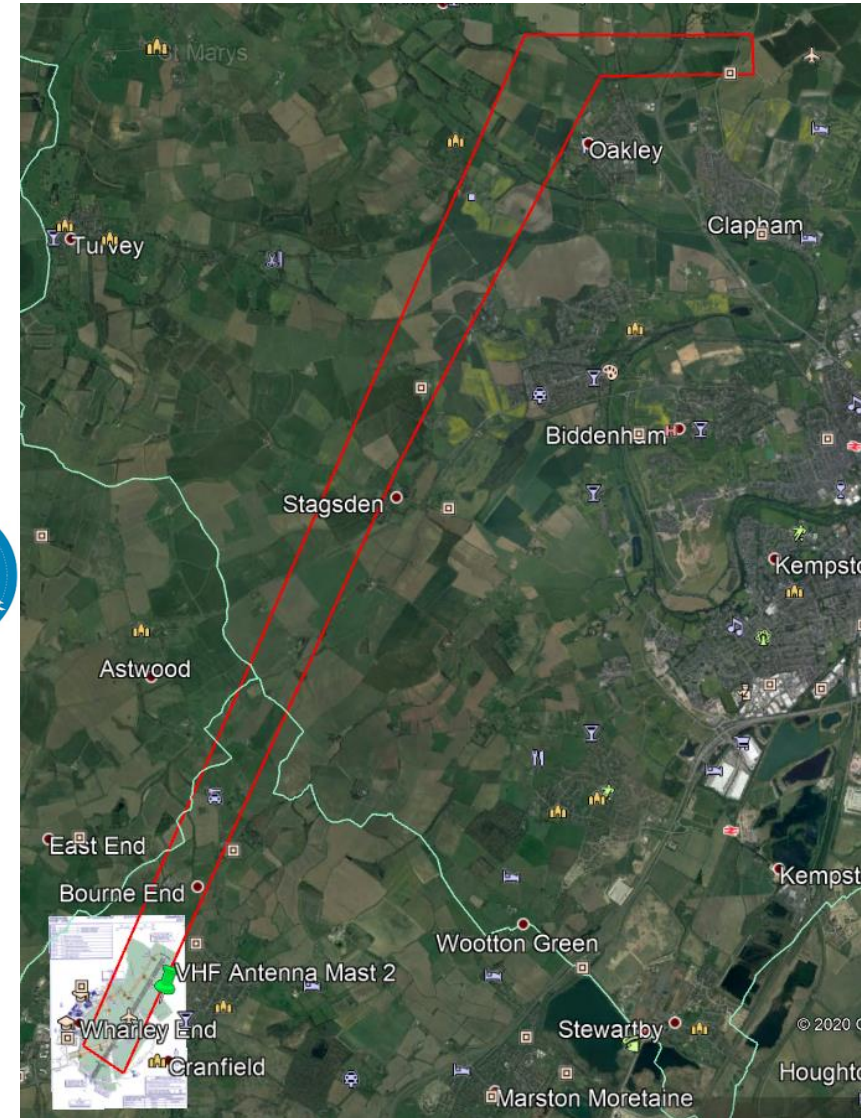 St Marys
Oakley
Clapham
Turvey
Biddenham
H
Stagsden
Kempsto
Astwood
East End
Bourne End
Kempst
Wootton Green
VHF Antenna Mast 2
Wharley End
Stewartby
© 2020 G
Cranfield
Houghto
Marston Moretaine